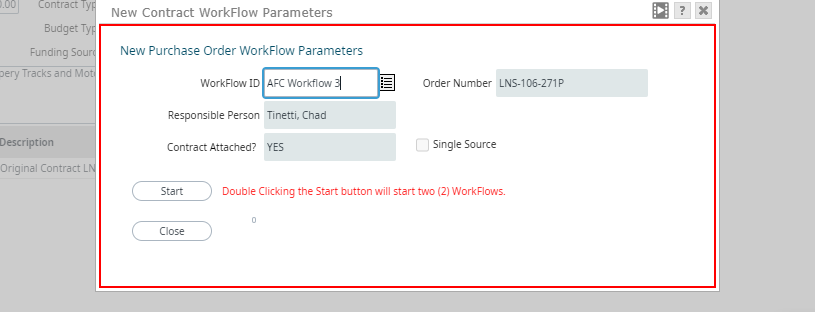 0.00
Contract Typ
New Contract WorkFlow Parameters
?
Budget Type
Funding Sourc
New Purchase Order WorkFlow Parameters
pery Tracks and Moto
WorkFlow ID
AFC Workflow 3
Order Number
LNS-106-271P
Responsible Person
Tinetti, Chad
Description
Contract Attached?
YES
Single Source
Original Contract LN
Start
Double Clicking the Start button will start two (2) WorkFlows.
0
Close